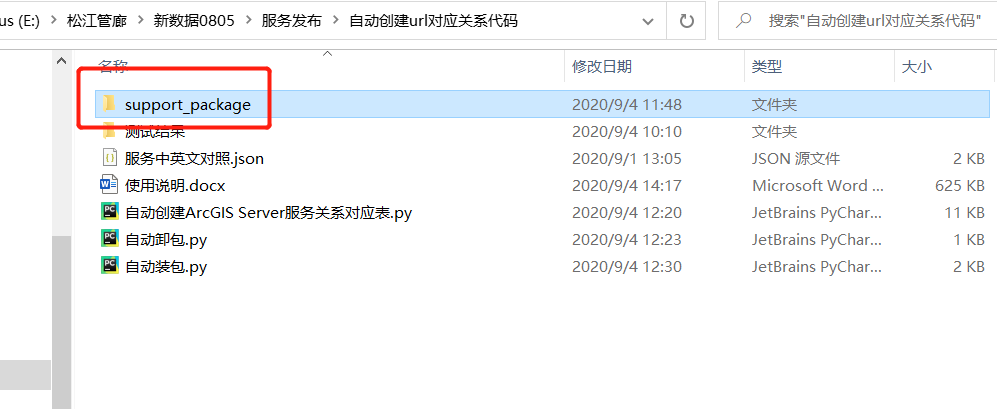 us (E:) > 松江管廊 > 新数据0805 > 服务发布 > 自动创建url对应关系代码
搜索"自动创建url对应关系代码"
名称 修改日期 类型 大小
support_package 2020/9/4 11:48 文件夹
测试结果 2020/9/4 10:10 文件夹
服务中英文对照.json 2020/9/1 13:05 JSON 源文件 2 KB
使用说明.docx 2020/9/4 14:17 Microsoft Word ... 625 KB
自动创建ArcGIS Server服务关系对应表.py 2020/9/4 12:20 JetBrains PyChar... 11 KB
自动卸包.py 2020/9/4 12:23 JetBrains PyChar... 1 KB
自动装包.py 2020/9/4 12:30 JetBrains PyChar... 2 KB